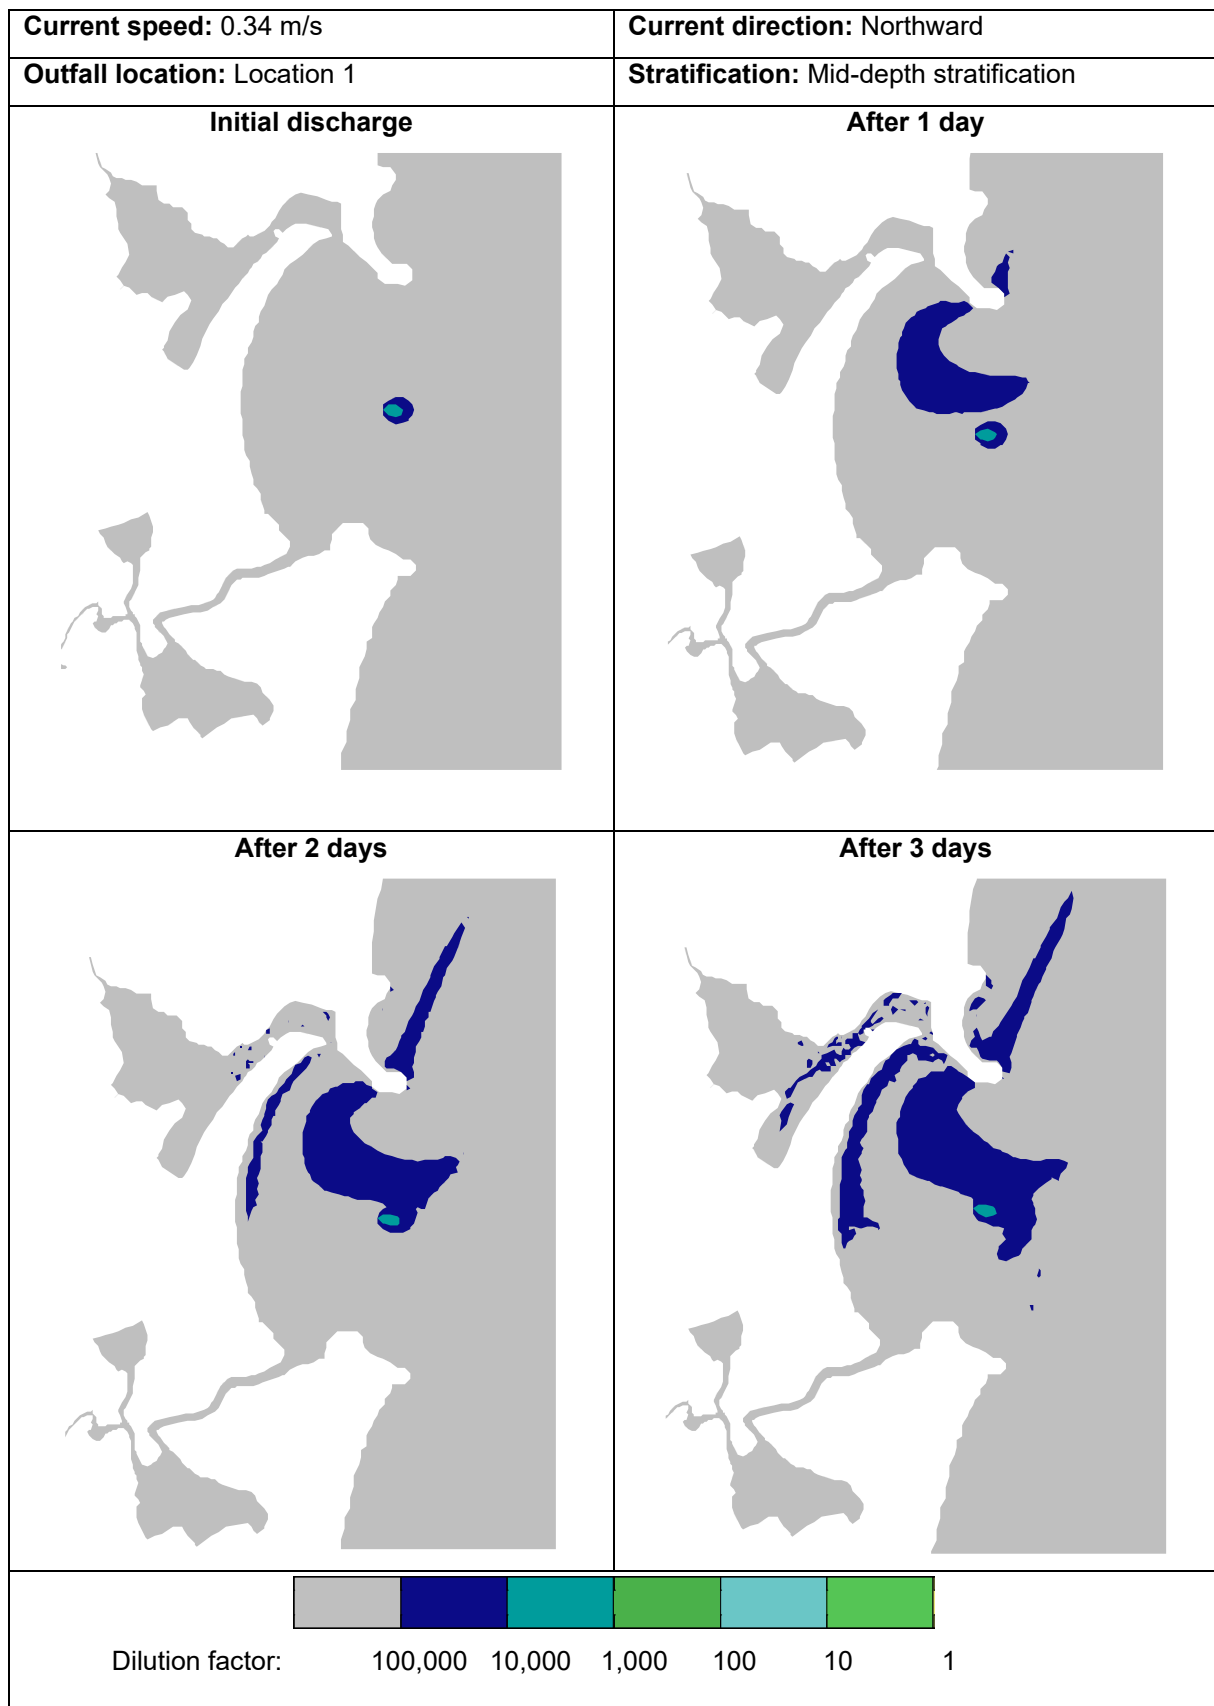 Current speed: 0.34 m/s
Current direction: Northward
Outfall location: Location 1
Stratification: Mid-depth stratification
Initial discharge
After 1 day
After 2 days
After 3 days
Dilution factor: 100,000 10,000 1,000 100 10 1